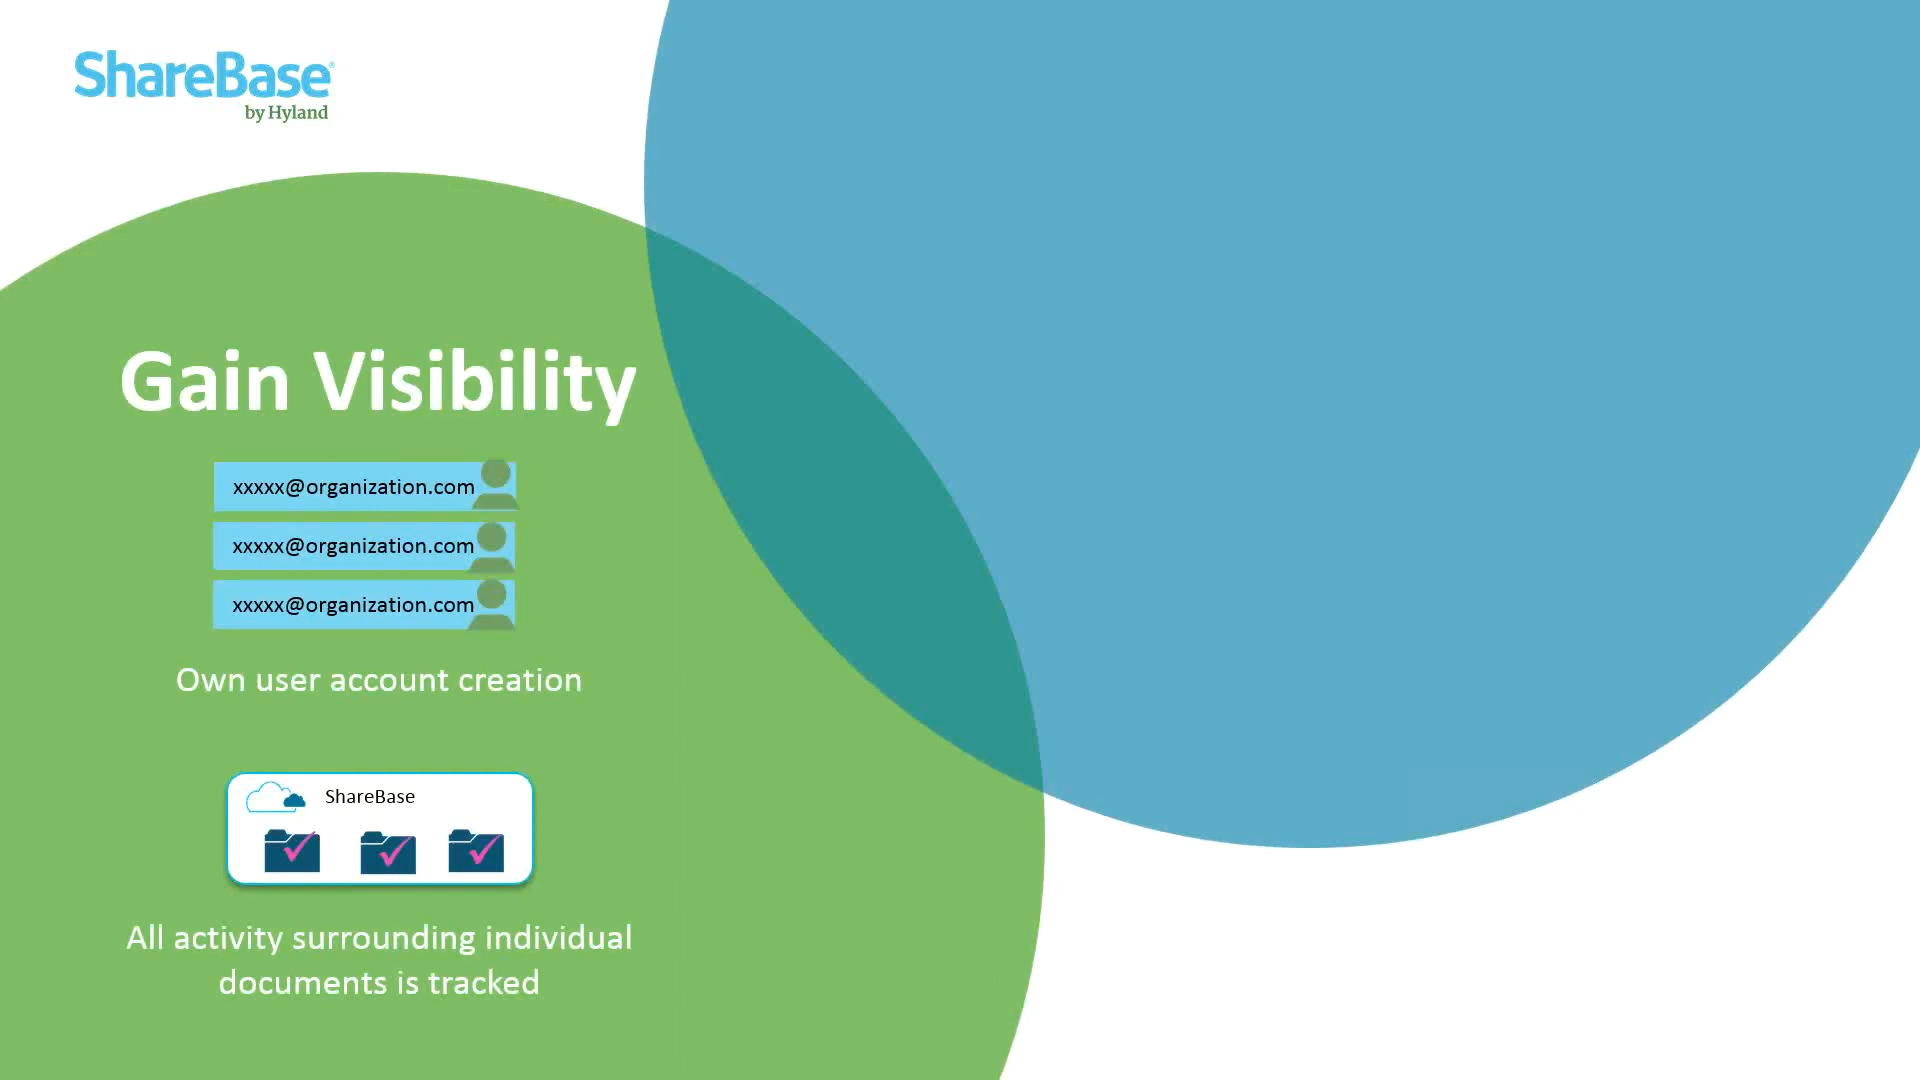 ShareBase®
by Hyland
Gain Visibility
xxxxx@organization.com
xxxxx@organization.com
xxxxx@organization.com
Own user account creation
ShareBase
All activity surrounding individual
documents is tracked